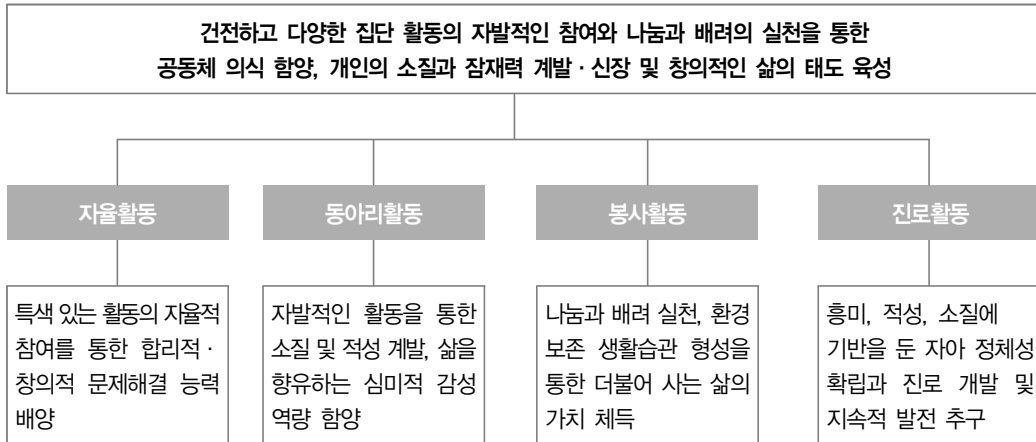 건전하고 다양한 집단 활동의 자발적인 참여와 나눔과 배려의 실천을 통한
공동체 의식 함양, 개인의 소질과 잠재력 계발 · 신장 및 창의적인 삶의 태도 육성
자율활동
동아리활동
봉사활동
진로활동
특색 있는 활동의 자율적
참여를 통한 합리적 ·
창의적 문제해결 능력
배양
자발적인 활동을 통한
소질 및 적성 계발, 삶을
향유하는 심미적 감성
역량 함양
나눔과 배려 실천, 환경
보존 생활습관 형성을
통한 더불어 사는 삶의
가치 체득
흥미, 적성, 소질에
기반을 둔 자아 정체성
확립과 진로 개발 및
지속적 발전 추구